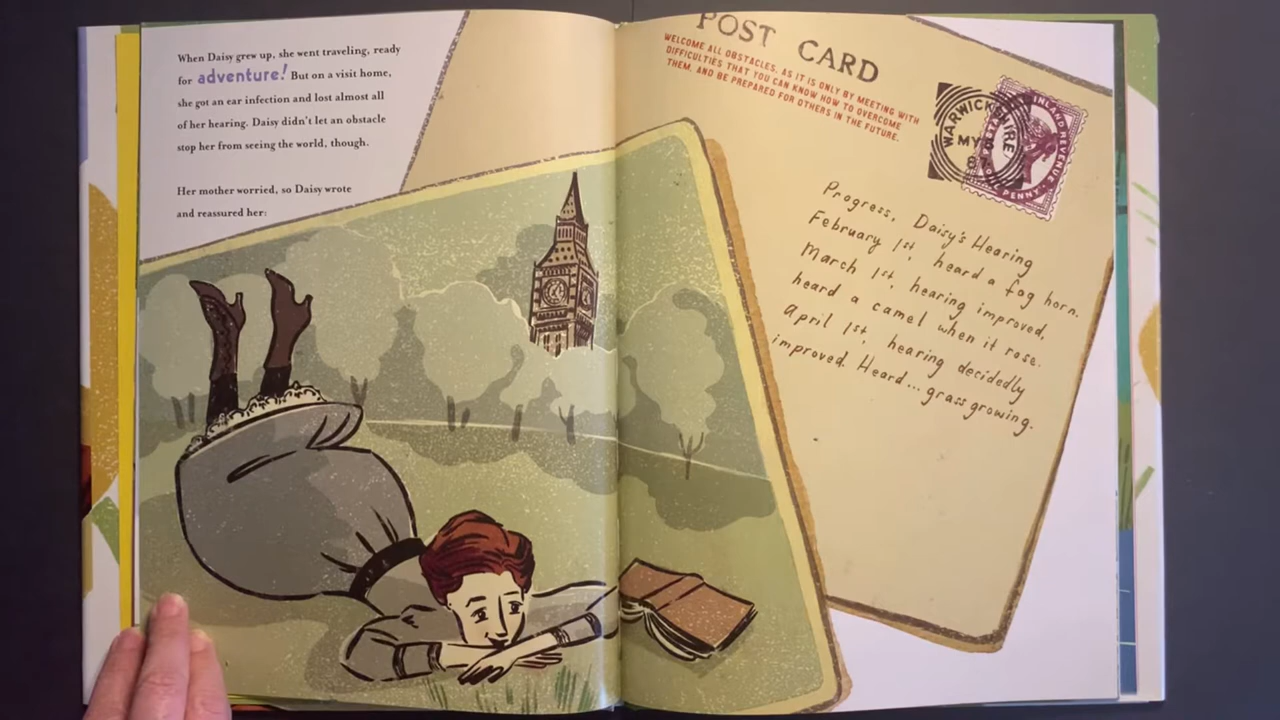 When Daisy grew up, she went traveling, ready
for adventure! But on a visit home,
she got an ear infection and lost almost all
of her hearing. Daisy didn't let an obstacle
stop her from seeing the world, though.
Her mother worried, so Daisy wrote
and reassured her:
POST CARD
WELCOME ALL OBSTACLES, AS IT IS ONLY BY MEETING WITH
DIFFICULTIES THAT YOU CAN KNOW HOW TO OVERCOME
THEM, AND BE PREPARED FOR OTHERS IN THE FUTURE.
WARWICKSHIRE
MY
87
INLAND REVENUE
PENNY
Progress, Daisy's Hearing
February 1st, heard a fog horn.
March 1st, hearing improved,
heard a camel when it rose.
April 1st, hearing decidedly
improved. Heard... grass growing.